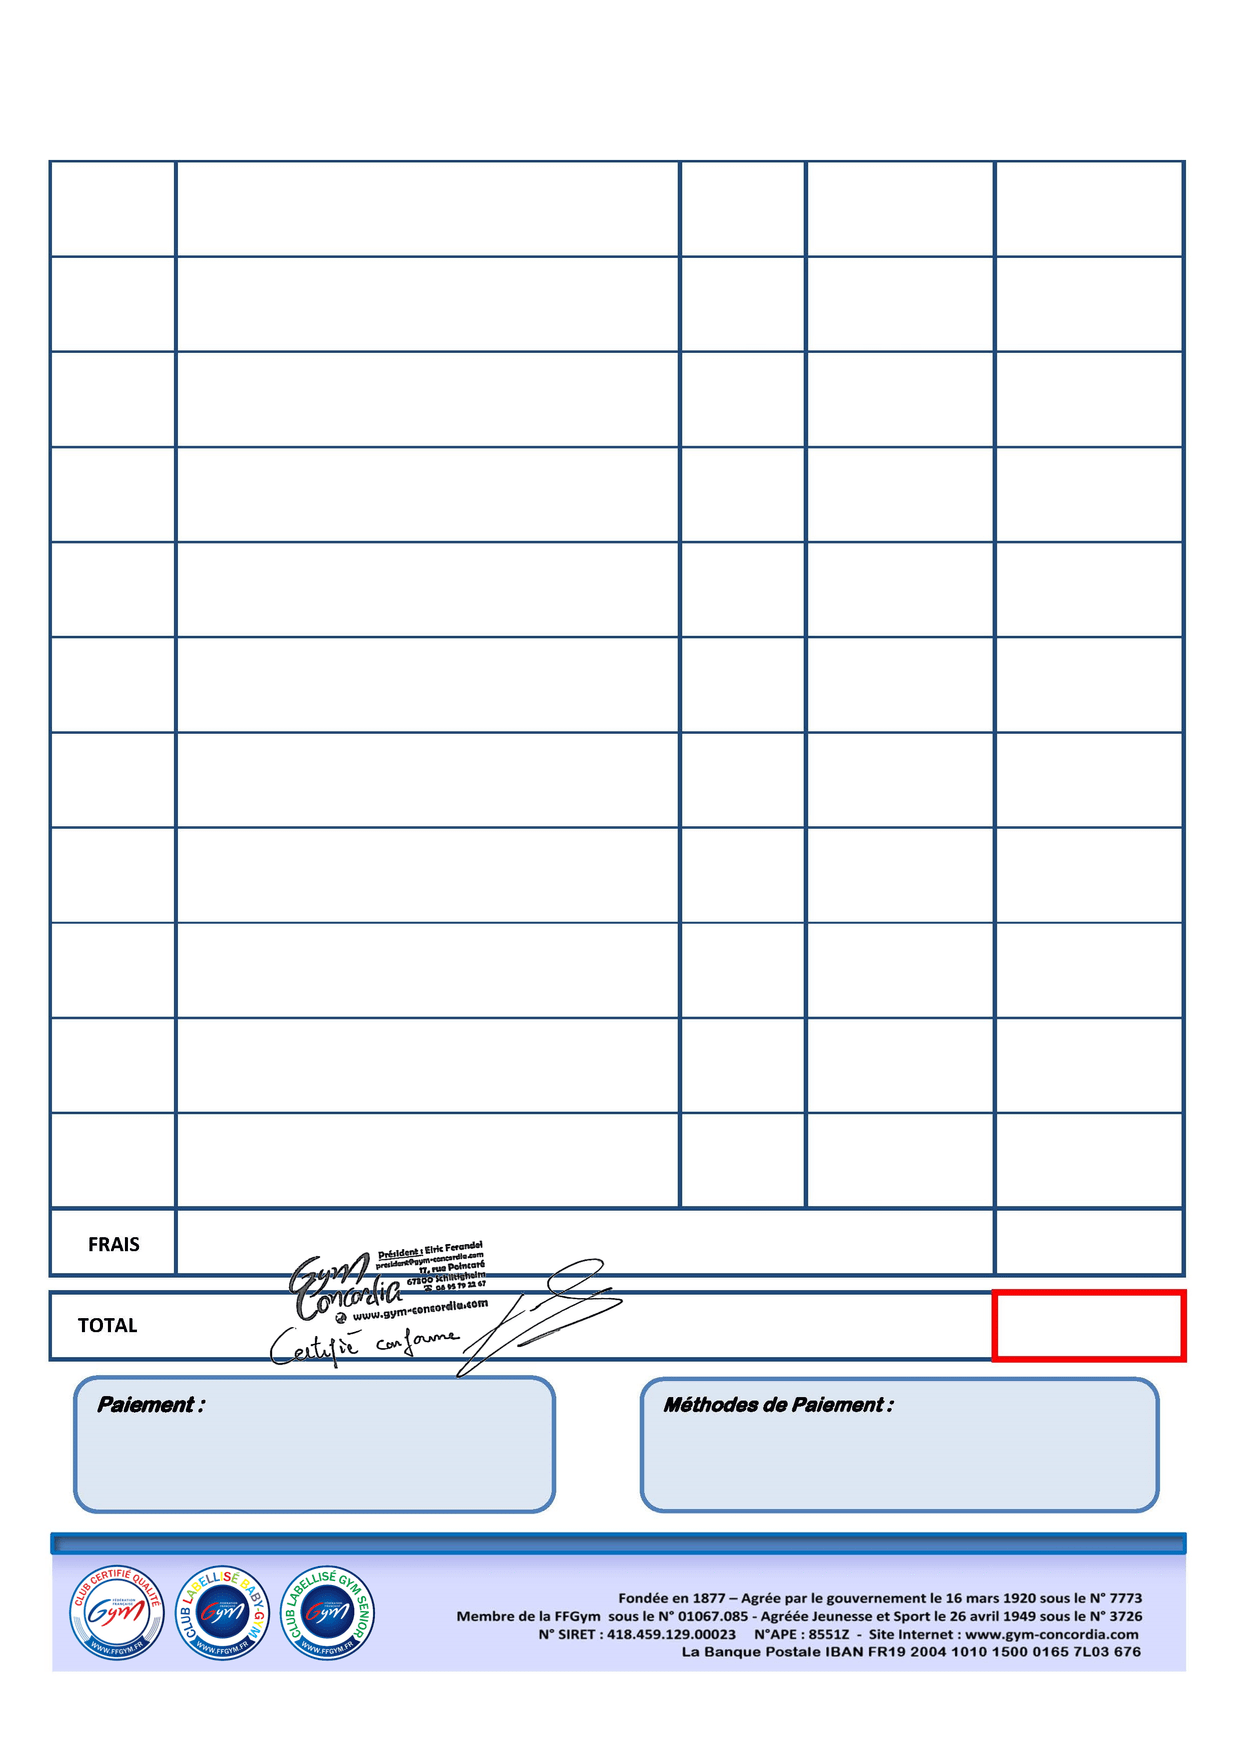 FRAIS
Gym
Concordia
Président : Elric Ferandel
president@gym-concordia.com
17, rue Poincaré
67300 Schiltigheim
☎ 06 95 79 22 67
www.gym-concordia.com
Certifié conforme
TOTAL
Paiement :
Méthodes de Paiement :
CLUB CERTIFIÉ QUALITÉ
FÉDÉRATION FRANÇAISE
Gym
WWW.FFGYM.FR
CLUB LABELLISÉ BABY-GYM
Gym
WWW.FFGYM.FR
CLUB LABELLISÉ GYM SENIOR
Gym
WWW.FFGYM.FR
Fondée en 1877 – Agrée par le gouvernement le 16 mars 1920 sous le N° 7773
Membre de la FFGym sous le N° 01067.085 - Agréée Jeunesse et Sport le 26 avril 1949 sous le N° 3726
N° SIRET : 418.459.129.00023 N°APE : 8551Z - Site Internet : www.gym-concordia.com
La Banque Postale IBAN FR19 2004 1010 1500 0165 7L03 676